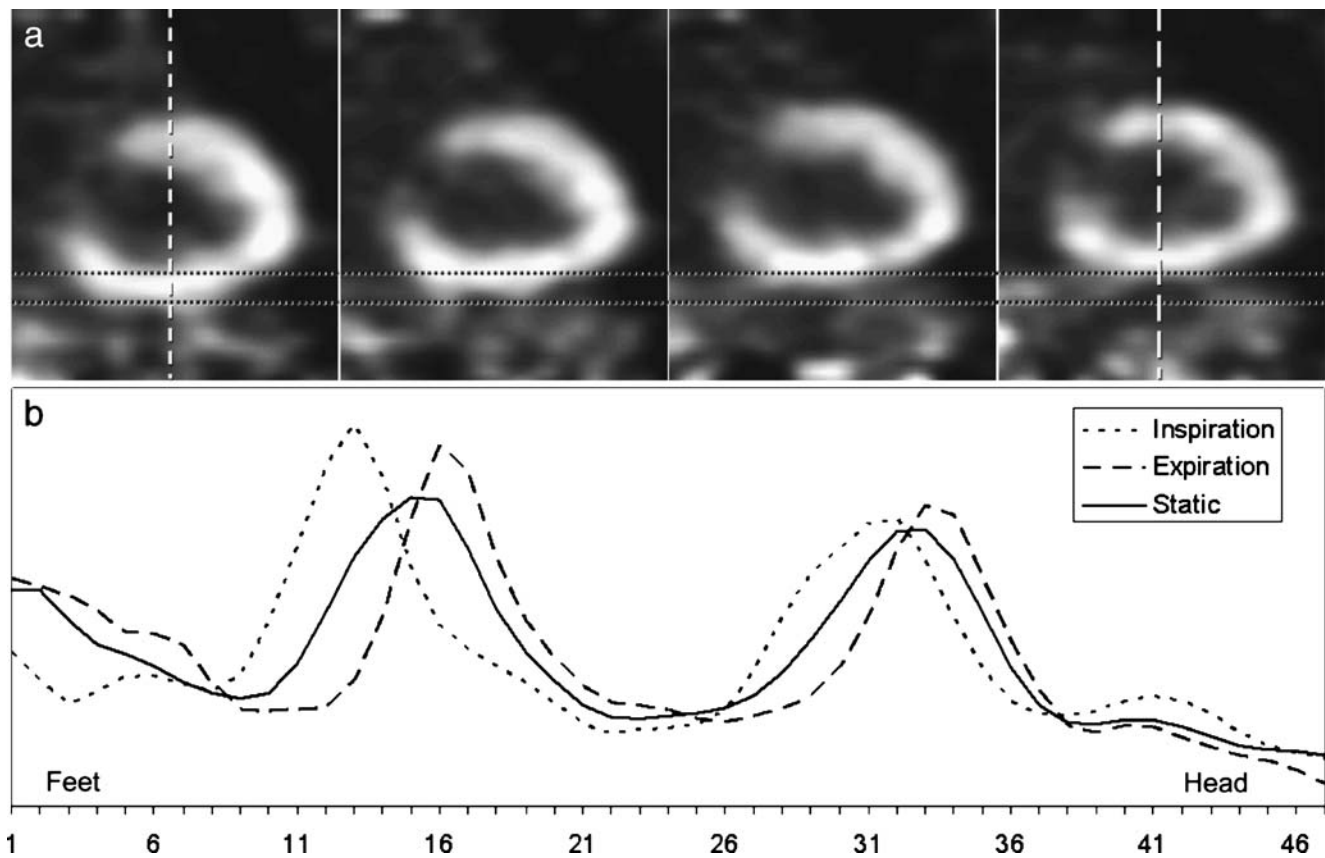 a
b
Inspiration
Expiration
Static
Feet
Head
1 6 11 16 21 26 31 36 41 46